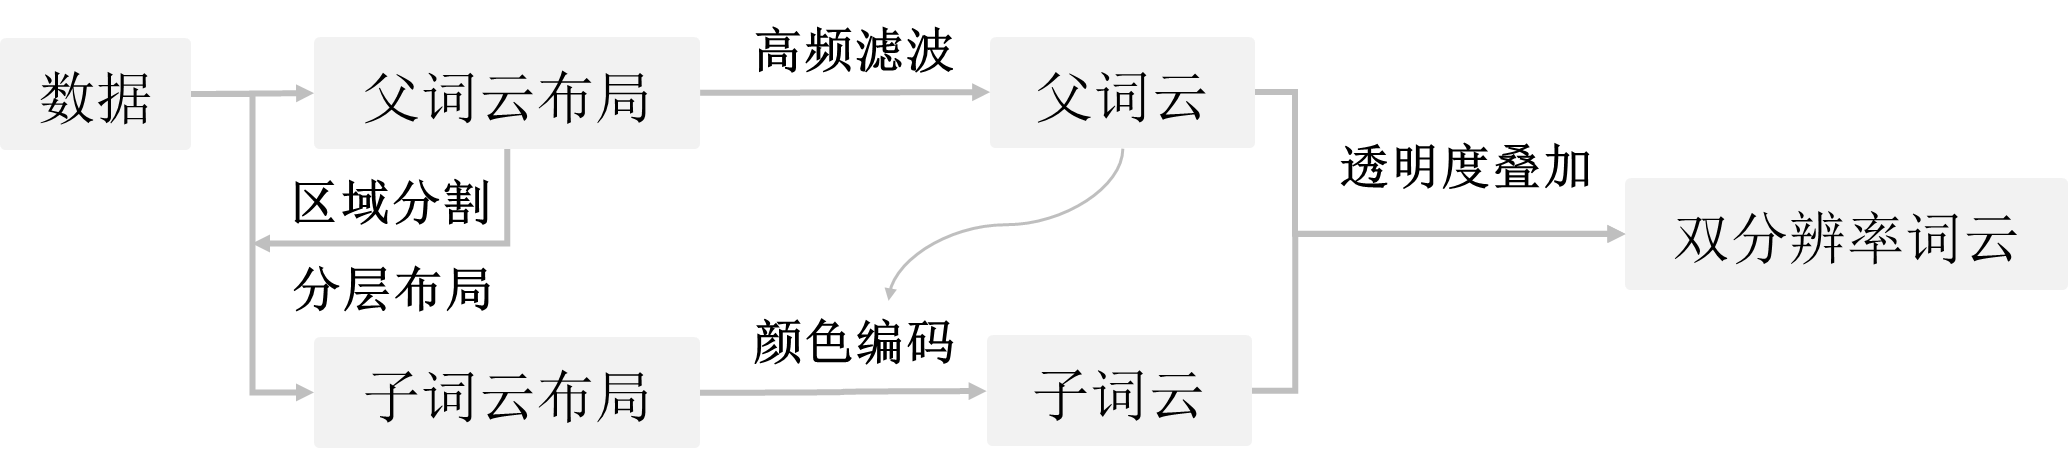 数据
父词云布局
高频滤波
父词云
区域分割
分层布局
透明度叠加
双分辨率词云
子词云布局
颜色编码
子词云